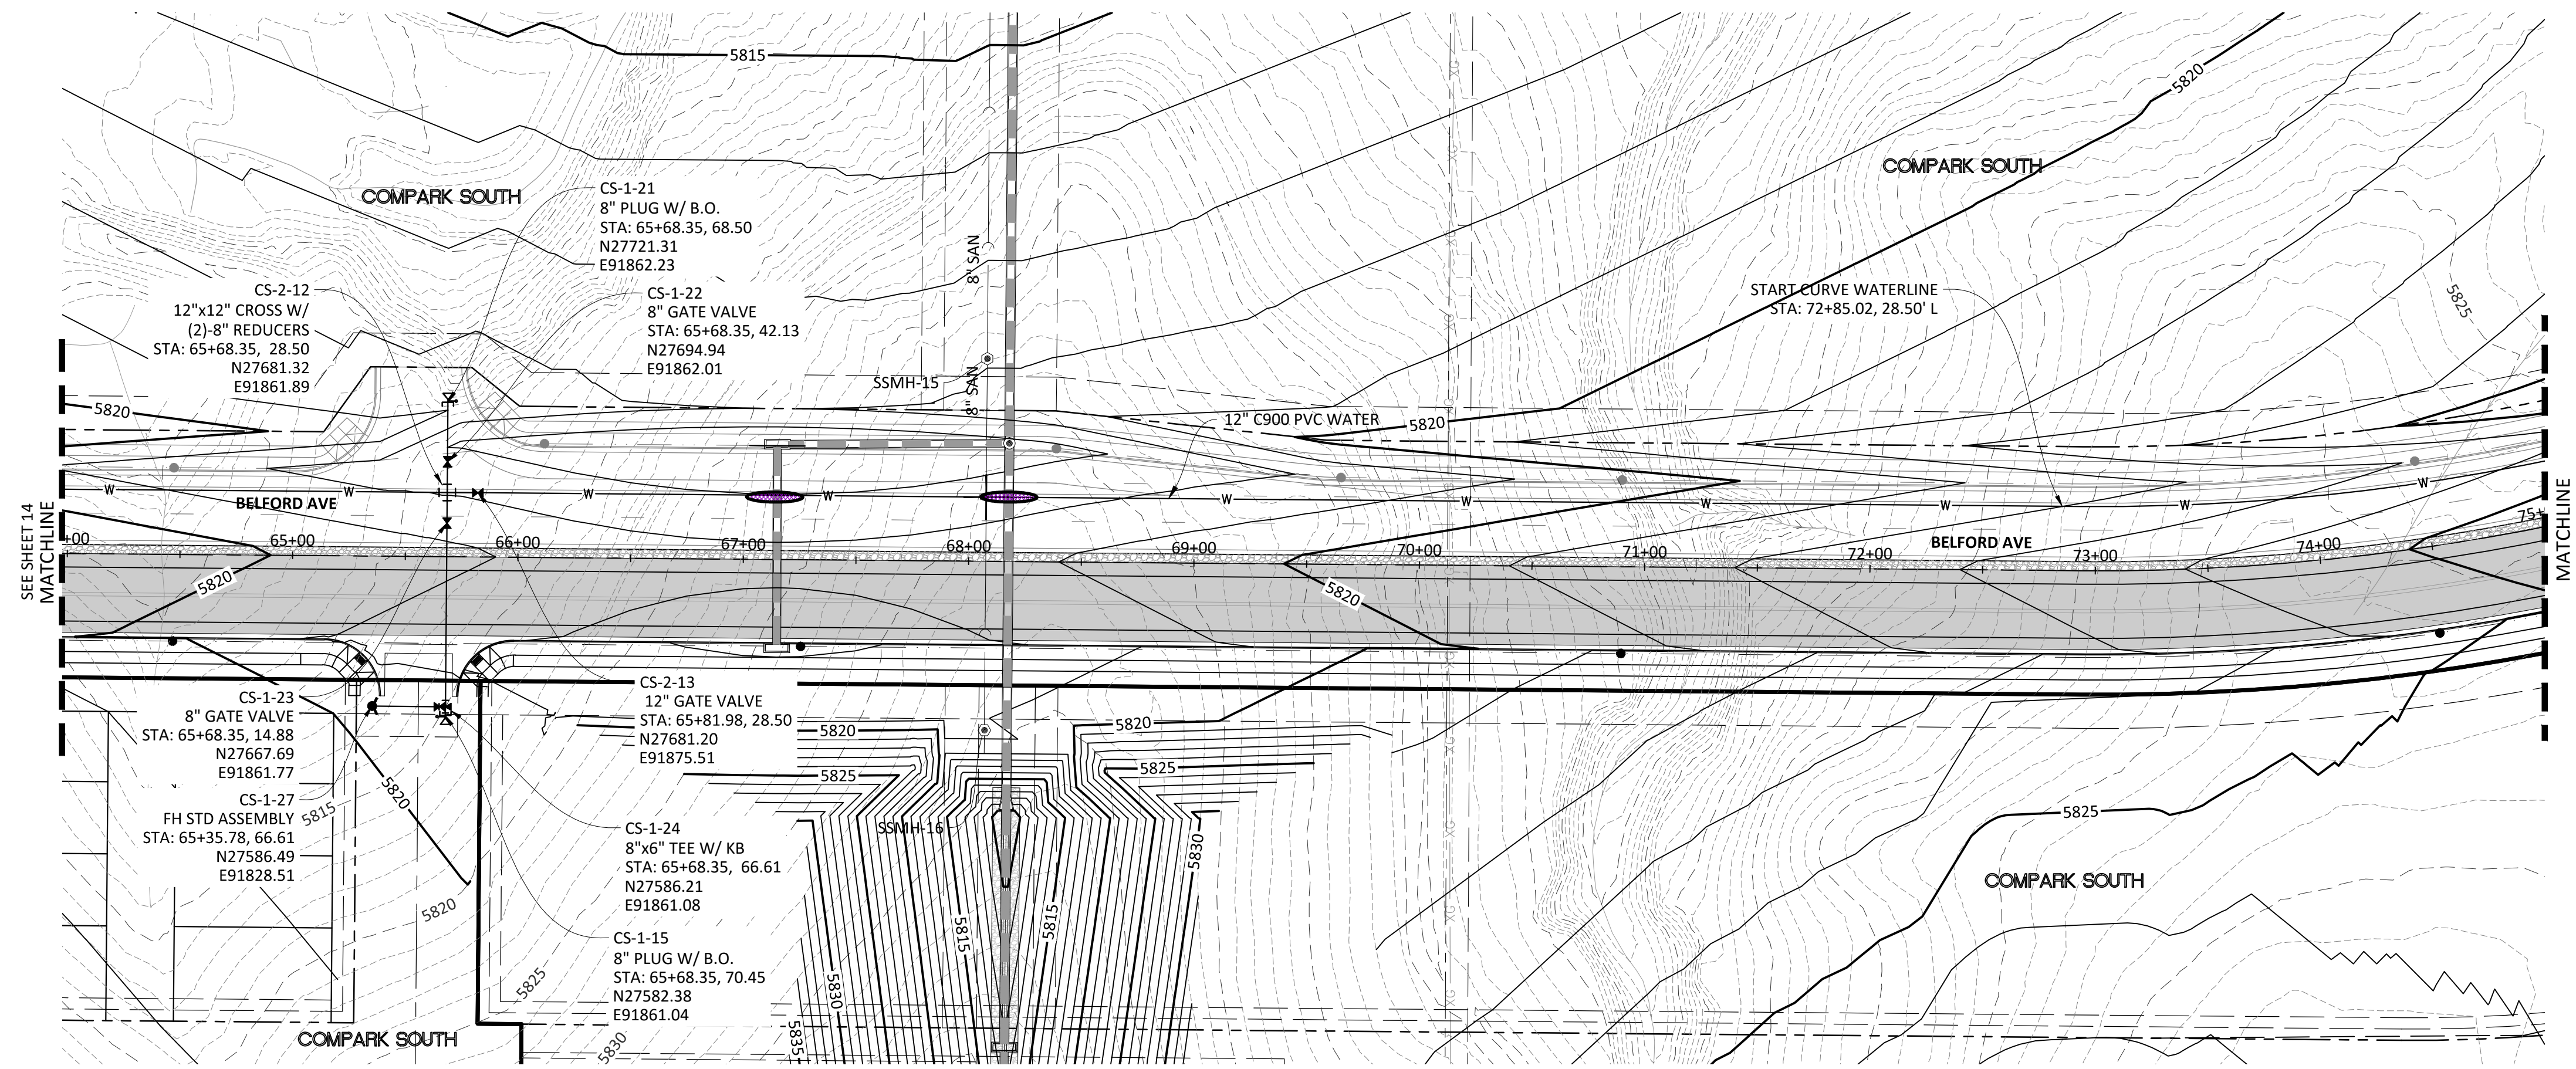 5815
5820
COMPARK SOUTH
COMPARK SOUTH
CS-1-21
8" PLUG W/ B.O.
STA: 65+68.35, 68.50
N27721.31
E91862.23
8" SAN
CS-2-12
12"x12" CROSS W/
(2)-8" REDUCERS
STA: 65+68.35, 28.50
N27681.32
E91861.89
CS-1-22
8" GATE VALVE
STA: 65+68.35, 42.13
N27694.94
E91862.01
START CURVE WATERLINE
STA: 72+85.02, 28.50' L
5825
SSMH-15
8" SAN
5820
12" C900 PVC WATER
5820
W
W
W
W
W
W
W
W
W
W
BELFORD AVE
SEE SHEET 14
MATCHLINE
MATCHLINE
+00
65+00
66+00
67+00
68+00
69+00
70+00
71+00
72+00
73+00
74+00
75+
BELFORD AVE
5820
5820
XG
XG
XG
XG
XG
XG
CS-1-23
8" GATE VALVE
STA: 65+68.35, 14.88
N27667.69
E91861.77
CS-2-13
12" GATE VALVE
STA: 65+81.98, 28.50
N27681.20
E91875.51
5820
5820
5825
5825
5820
CS-1-27
FH STD ASSEMBLY
STA: 65+35.78, 66.61
N27586.49
E91828.51
5815
CS-1-24
8"x6" TEE W/ KB
STA: 65+68.35, 66.61
N27586.21
E91861.08
SSMH-16
5830
5825
COMPARK SOUTH
5820
5815
5815
CS-1-15
8" PLUG W/ B.O.
STA: 65+68.35, 70.45
N27582.38
E91861.04
5825
5830
5835
5830
COMPARK SOUTH